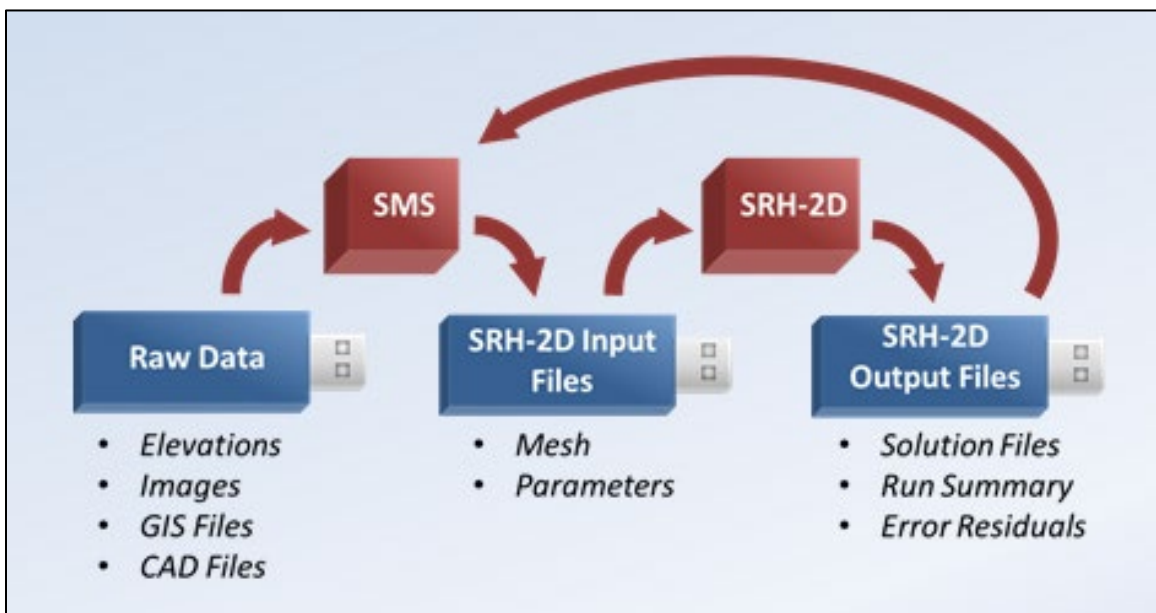 SMS
SRH-2D
Raw Data
SRH-2D Input
Files
SRH-2D
Output Files
• Elevations
• Images
• GIS Files
• CAD Files
• Mesh
• Parameters
• Solution Files
• Run Summary
• Error Residuals